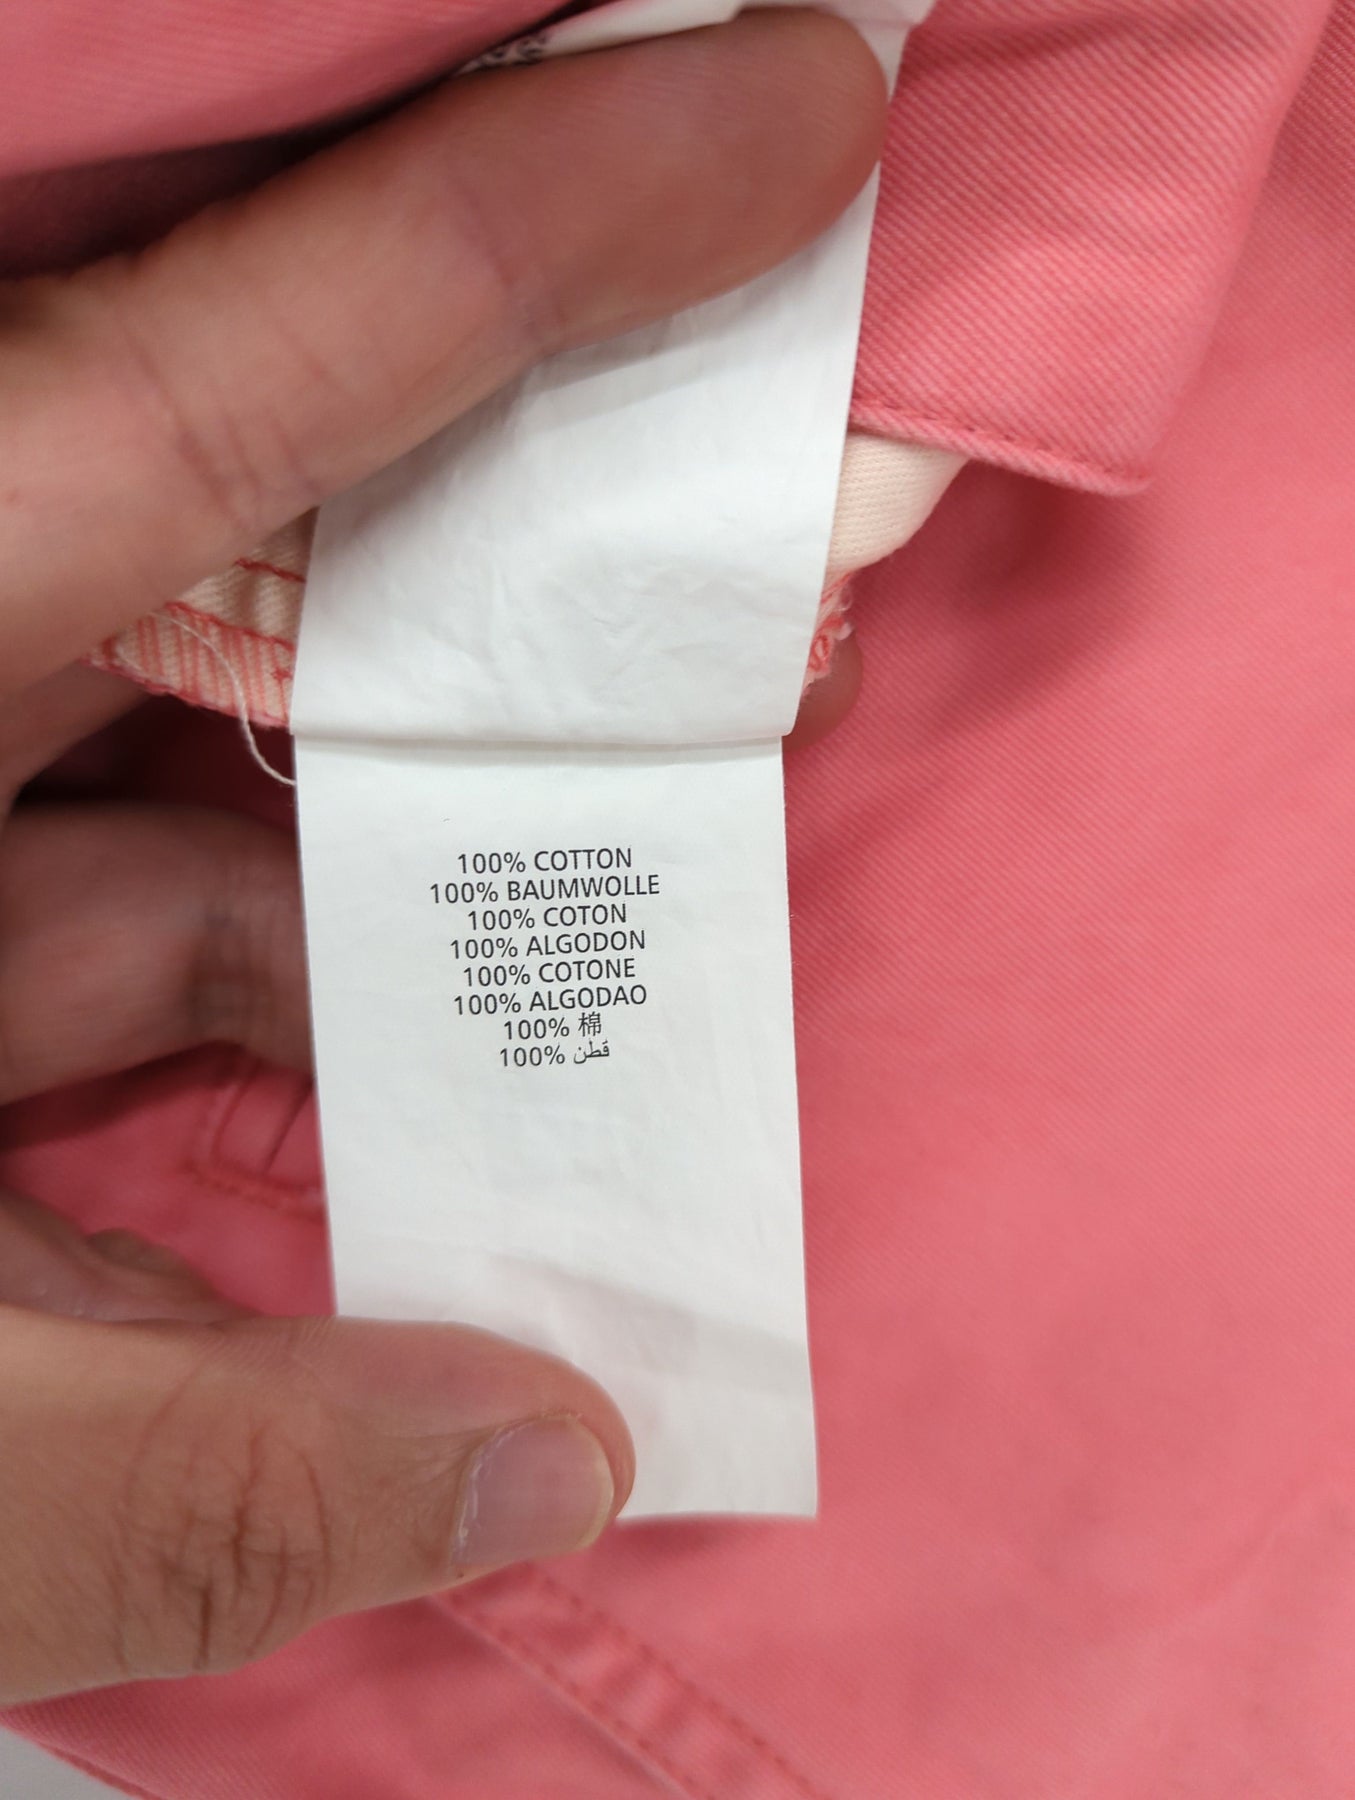 100% COTTON
100% BAUMWOLLE
100% COTON
100% ALGODON
100% COTONE
100% ALGODAO
100% 棉
100% قطن